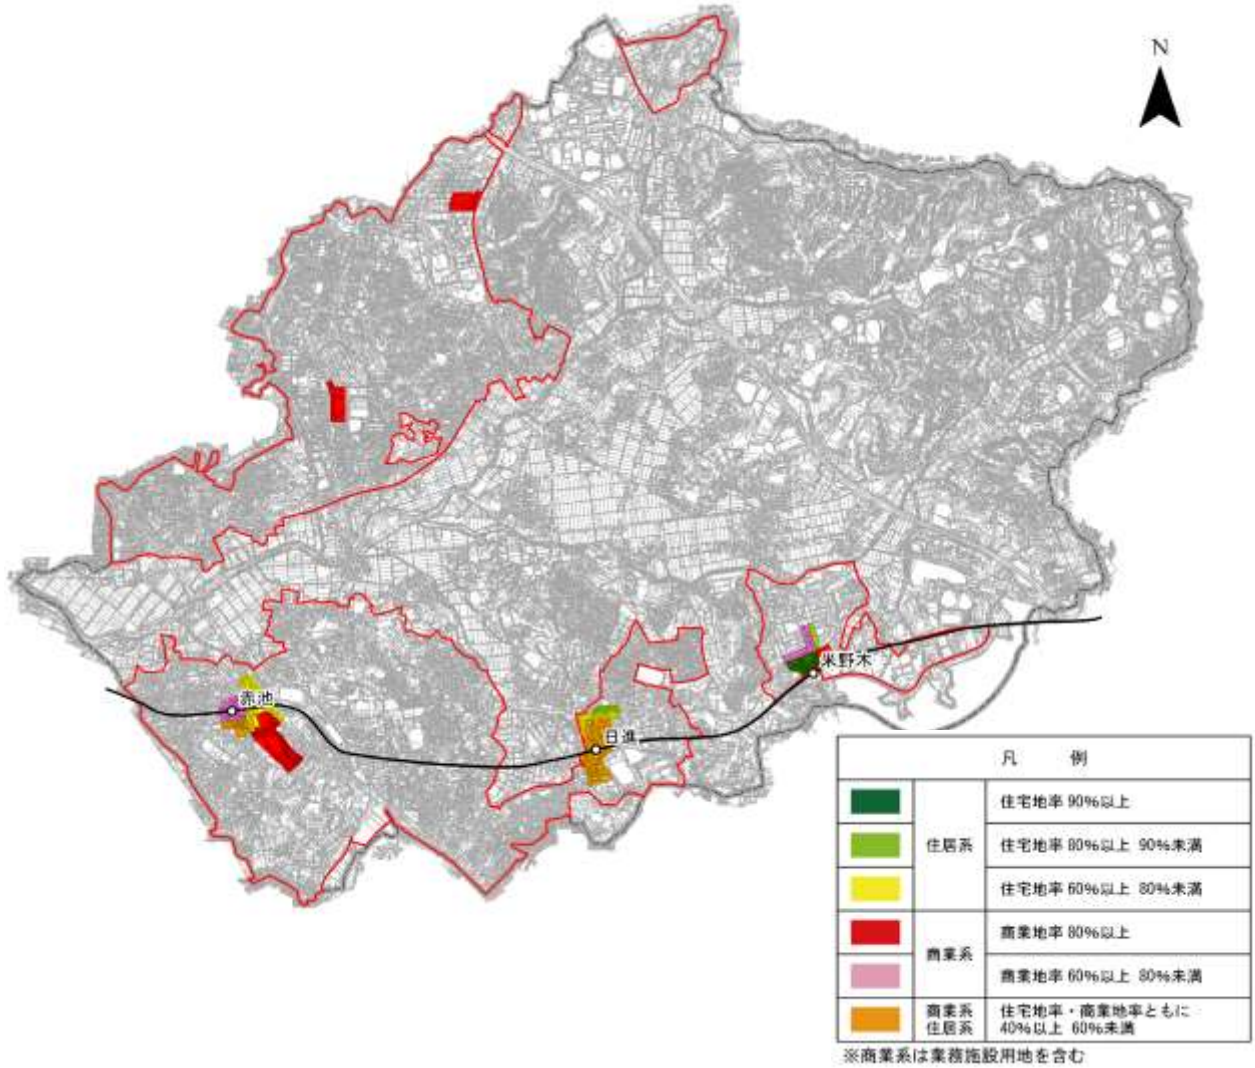 N
赤池
日進
米野木
凡 例
住居系
住宅地率 90%以上
住宅地率 80%以上 90%未満
住宅地率 60%以上 80%未満
商業系
商業地率 80%以上
商業地率 60%以上 80%未満
商業系
住居系
住宅地率・商業地率ともに
40%以上 60%未満
※商業系は業務施設用地を含む